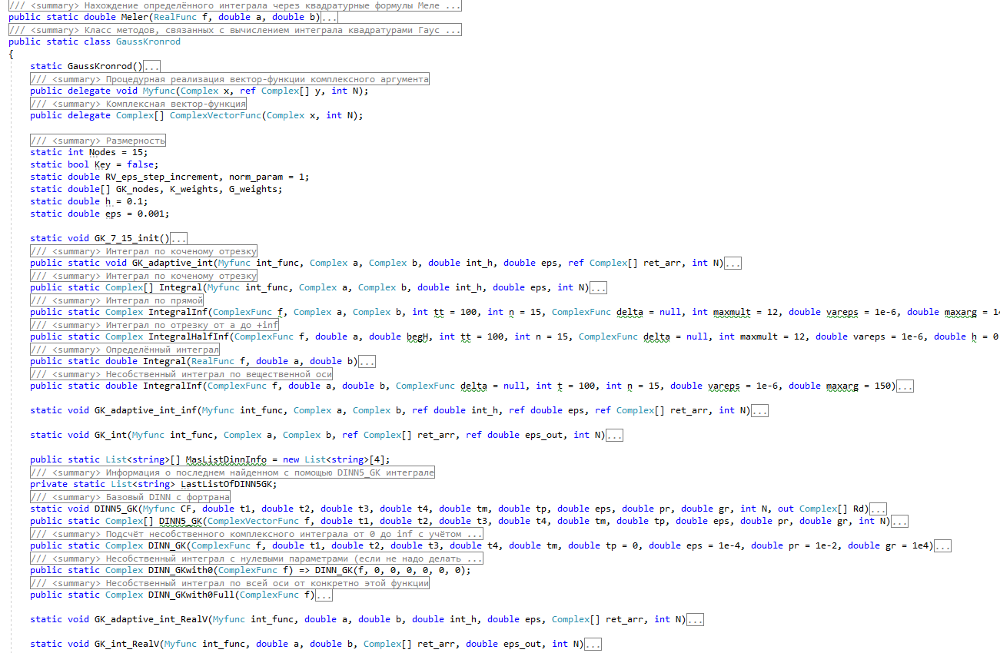 /// <summary> Нахождение определённого интеграла через квадратурные формулы Меле ...
public static double Meler(RealFunc f, double a, double b)...
/// <summary> Класс методов, связанных с вычислением интеграла квадратурами Гаус ...
public static class GaussKronrod
{
static GaussKronrod()...
/// <summary> Процедурная реализация вектор-функции комплексного аргумента
public delegate void Myfunc(Complex x, ref Complex[] y, int N);
/// <summary> Комплексная вектор-функция
public delegate Complex[] ComplexVectorFunc(Complex x, int N);
/// <summary> Размерность
static int Nodes = 15;
static bool Key = false;
static double RV_eps_step_increment, norm_param = 1;
static double[] GK_nodes, K_weights, G_weights;
static double h = 0.1;
static double eps = 0.001;
static void GK_7_15_init()...
/// <summary> Интеграл по коченому отрезку
public static void GK_adaptive_int(Myfunc int_func, Complex a, Complex b, double int_h, double eps, ref Complex[] ret_arr, int N)...
/// <summary> Интеграл по коченому отрезку
public static Complex[] Integral(Myfunc int_func, Complex a, Complex b, double int_h, double eps, int N)...
/// <summary> Интеграл по прямой
public static Complex IntegralInf(ComplexFunc f, Complex a, Complex b, int tt = 100, int n = 15, ComplexFunc delta = null, int maxmult = 12, double vareps = 1e-6, double maxarg = 14
/// <summary> Интеграл по отрезку от a до +inf
public static Complex IntegralHalfInf(ComplexFunc f, double a, double begH, int tt = 100, int n = 15, ComplexFunc delta = null, int maxmult = 12, double vareps = 1e-6, double h = 0
/// <summary> Определённый интеграл
public static double Integral(RealFunc f, double a, double b)...
/// <summary> Несобственный интеграл по вещественной оси
public static double IntegralInf(ComplexFunc f, double a, double b, ComplexFunc delta = null, int t = 100, int n = 15, double vareps = 1e-6, double maxarg = 150)...
static void GK_adaptive_int_inf(Myfunc int_func, Complex a, Complex b, ref double int_h, ref double eps, ref Complex[] ret_arr, int N)...
static void GK_int(Myfunc int_func, Complex a, Complex b, ref Complex[] ret_arr, ref double eps_out, int N)...
public static List<string>[] MasListDinnInfo = new List<string>[4];
/// <summary> Информация о последнем найденном с помощью DINN5_GK интеграле
private static List<string> LastListOfDINN5GK;
/// <summary> Базовый DINN с фортрана
static void DINN5_GK(Myfunc CF, double t1, double t2, double t3, double t4, double tm, double tp, double eps, double pr, double gr, int N, out Complex[] Rd)...
public static Complex[] DINN5_GK(ComplexVectorFunc f, double t1, double t2, double t3, double t4, double tm, double tp, double eps, double pr, double gr, int N)...
/// <summary> Подсчёт несобственного комплексного интеграла от 0 до inf с учётом ...
public static Complex DINN_GK(ComplexFunc f, double t1, double t2, double t3, double t4, double tm, double tp = 0, double eps = 1e-4, double pr = 1e-2, double gr = 1e4)...
/// <summary> Несобственный интеграл с нулевыми параметрами (если не надо делать ...
public static Complex DINN_GKwith0(ComplexFunc f) => DINN_GK(f, 0, 0, 0, 0, 0, 0);
/// <summary> Несобственный интеграл по всей оси от конкретно этой функции
public static Complex DINN_GKwith0Full(ComplexFunc f)...
static void GK_adaptive_int_RealV(Myfunc int_func, double a, double b, double int_h, double eps, Complex[] ret_arr, int N)...
static void GK_int_RealV(Myfunc int_func, double a, double b, Complex[] ret_arr, double eps_out, int N)...